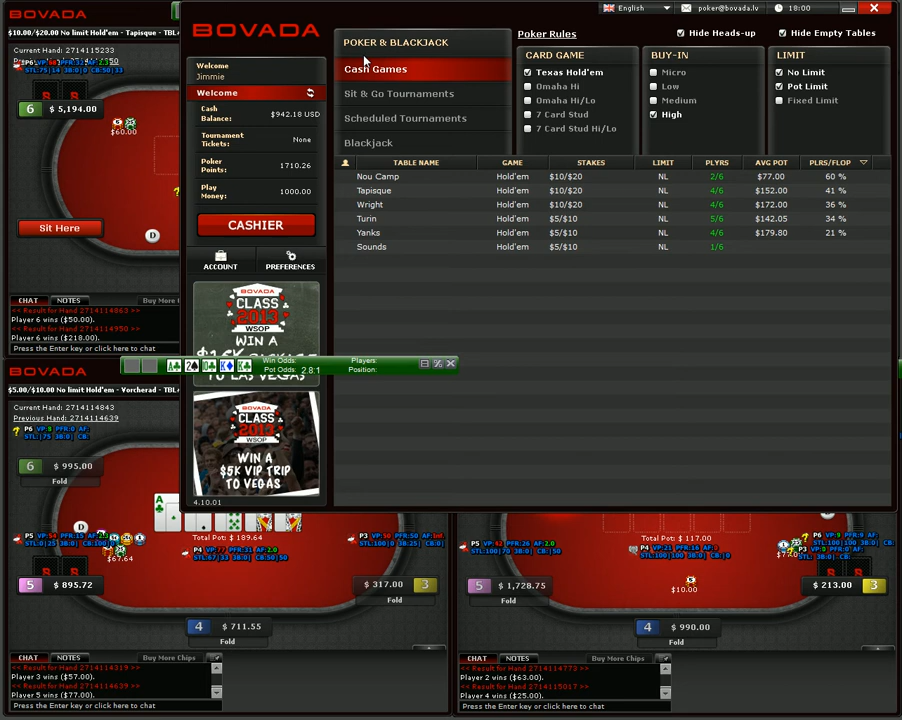 BOVADA
$10.00/$20.00 No limit Hold'em - Tapisque - TBL
Current Hand: 2714115233
6 $ 5,194.00
$60.00
Sit Here
D
CHAT NOTES Buy More
<< Result for Hand 2714114863 >>
Player 6 wins ($50.00).
<< Result for Hand 2714114950 >>
Player 6 wins ($218.00).
Press the Enter key or click here to chat
BOVADA
English poker@bovada.lv 18:00
Welcome
Jimmie
Welcome
Cash Balance: $942.18 USD
Tournament Tickets: None
Poker Points: 1710.26
Play Money: 1000.00
CASHIER
ACCOUNT PREFERENCES
BOVADA
CLASS
2013
WSOP
WIN A
TO LAS VEGAS
BOVADA
CLASS
2013
WSOP
WIN A
$5K VIP TRIP
TO VEGAS
4.10.01
POKER & BLACKJACK
Cash Games
Sit & Go Tournaments
Scheduled Tournaments
Blackjack
Poker Rules Hide Heads-up Hide Empty Tables
CARD GAME
Texas Hold'em
Omaha Hi
Omaha Hi/Lo
7 Card Stud
7 Card Stud Hi/Lo
BUY-IN
Micro
Low
Medium
High
LIMIT
No Limit
Pot Limit
Fixed Limit
TABLE NAME GAME STAKES LIMIT PLYRS AVG POT PLRS/FLOP
Nou Camp Hold'em $10/$20 NL 2/6 $77.00 60 %
Tapisque Hold'em $10/$20 NL 4/6 $152.00 41 %
Wright Hold'em $10/$20 NL 4/6 $172.00 36 %
Turin Hold'em $5/$10 NL 5/6 $142.05 34 %
Yanks Hold'em $5/$10 NL 4/6 $179.80 21 %
Sounds Hold'em $5/$10 NL 1/6
Win Odds: Players:
Pot Odds: 2.8:1 Position:
BOVADA
$5.00/$10.00 No limit Hold'em - Vorcherad - TBL
Current Hand: 2714114843
Previous Hand: 2714114639
6 $ 995.00
Fold
A
D
Total Pot: $ 189.64
$67.64
5 $ 895.72
$ 317.00 3
Fold
4 $ 711.55
Fold
CHAT NOTES Buy More Chips
<< Result for Hand 2714114319 >>
Player 3 wins ($57.00).
<< Result for Hand 2714114639 >>
Player 5 wins ($77.00).
Press the Enter key or click here to chat
Total Pot: $ 117.00
D
$10.00
5 $ 1,728.75
Fold
$ 213.00 3
4 $ 990.00
Fold
CHAT NOTES Buy More Chips
<< Result for Hand 2714114773 >>
Player 2 wins ($63.00).
<< Result for Hand 2714115017 >>
Player 4 wins ($25.00).
Press the Enter key or click here to chat